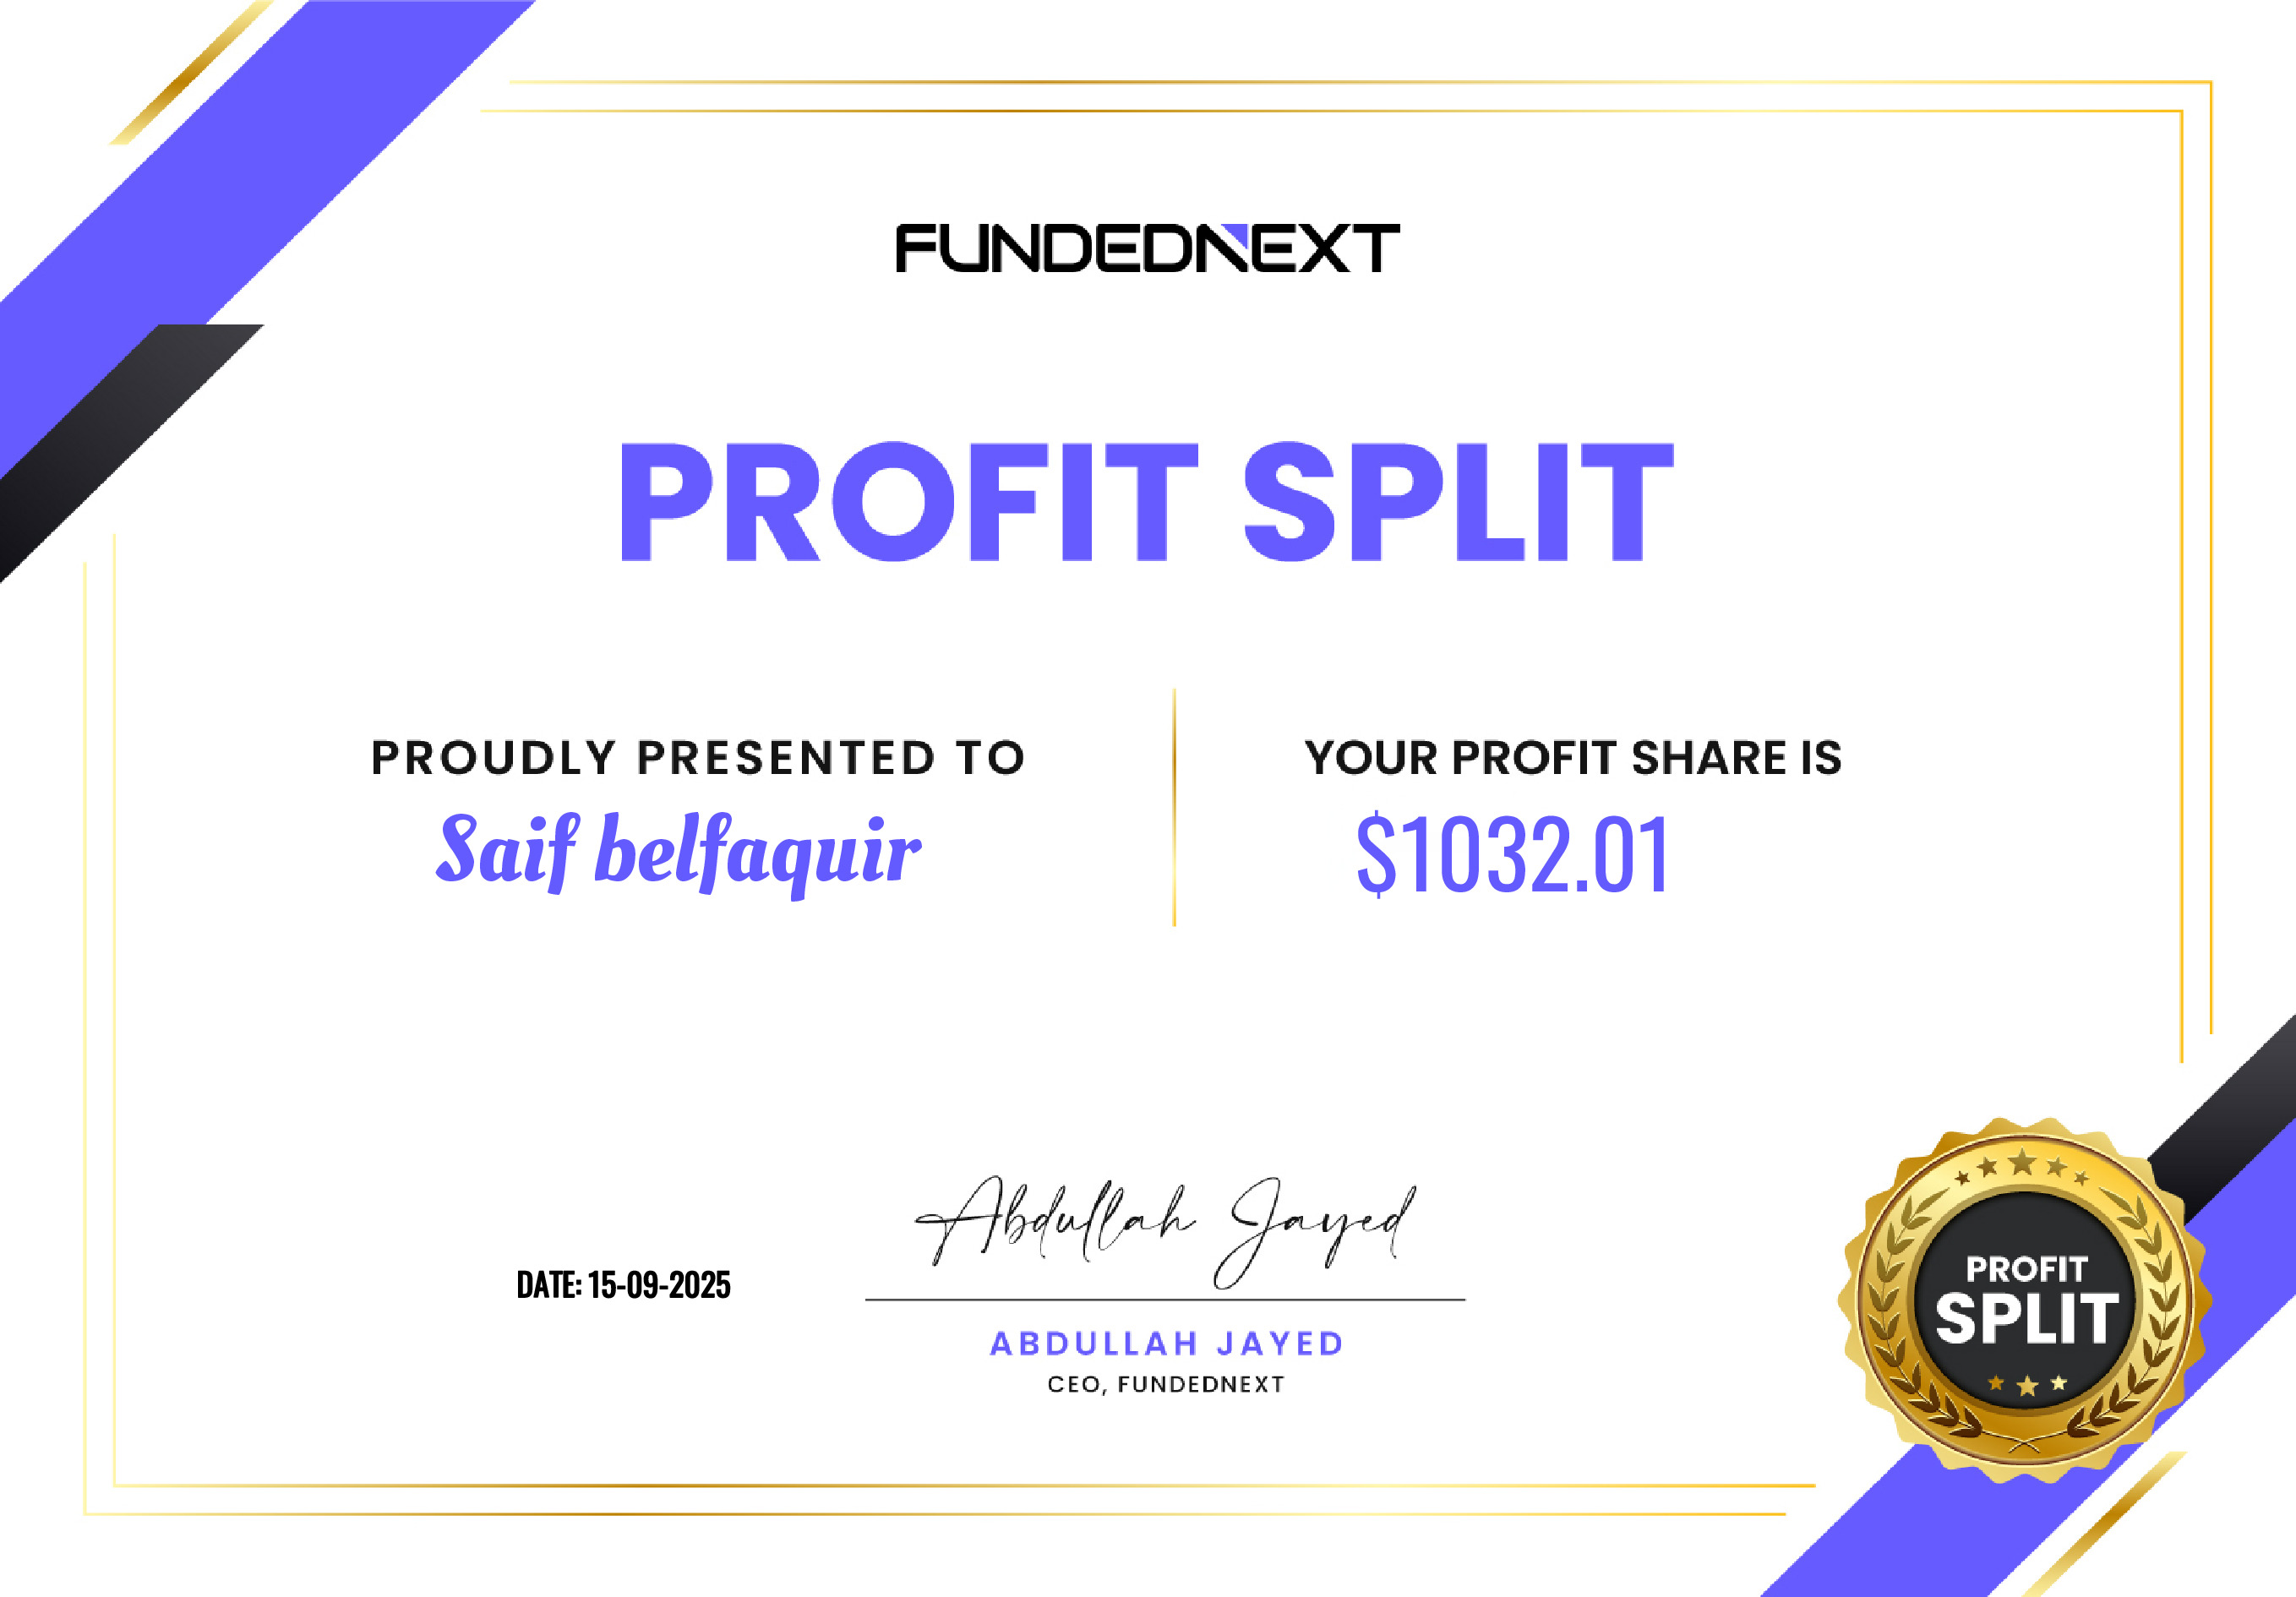 FUNDEDNEXT
PROFIT SPLIT
PROUDLY PRESENTED TO
Saif belfaquir
YOUR PROFIT SHARE IS
$1032.01
Abdullah Jayed
DATE: 15-09-2025
ABDULLAH JAYED
CEO, FUNDEDNEXT
PROFIT
SPLIT